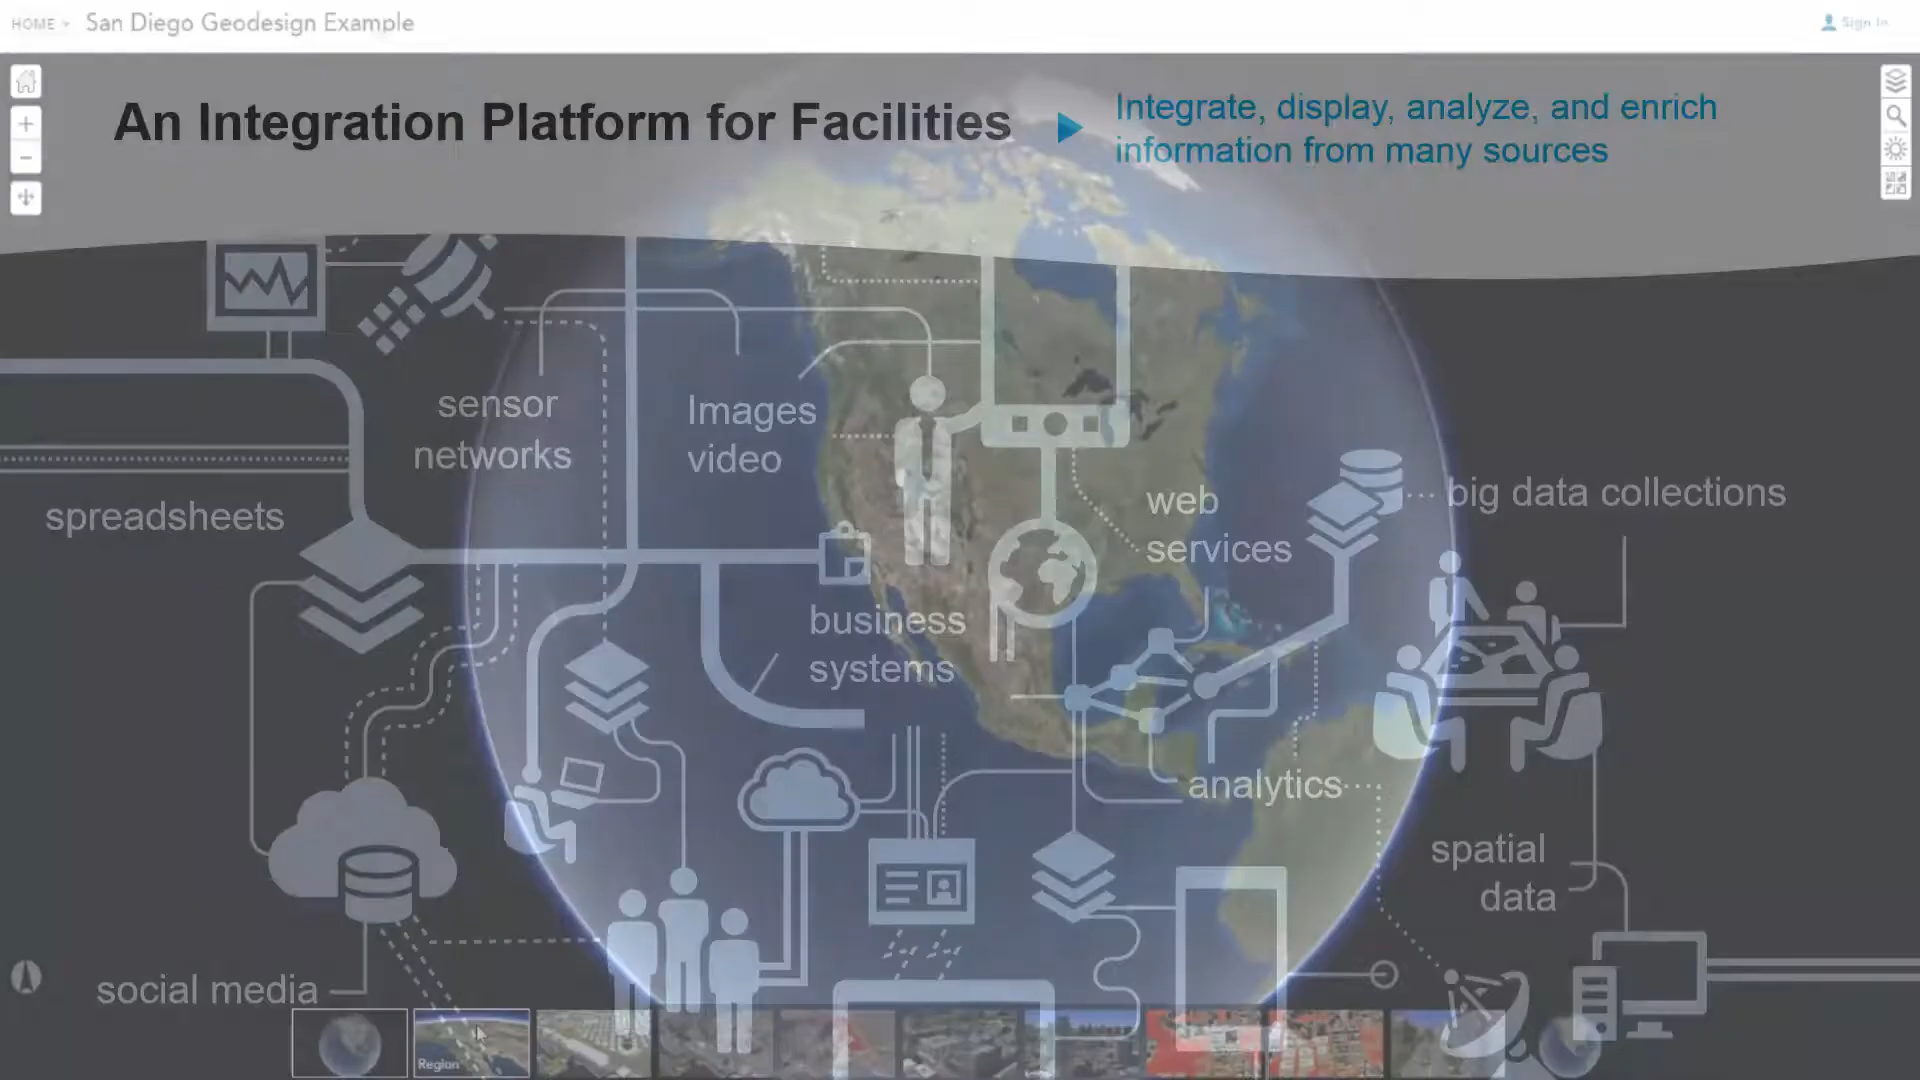 HOME
San Diego Geodesign Example
Sign In
An Integration Platform for Facilities
Integrate, display, analyze, and enrich
information from many sources
sensor
networks
Images
video
spreadsheets
web
services
big data collections
business
systems
analytics
spatial
data
social media
Region